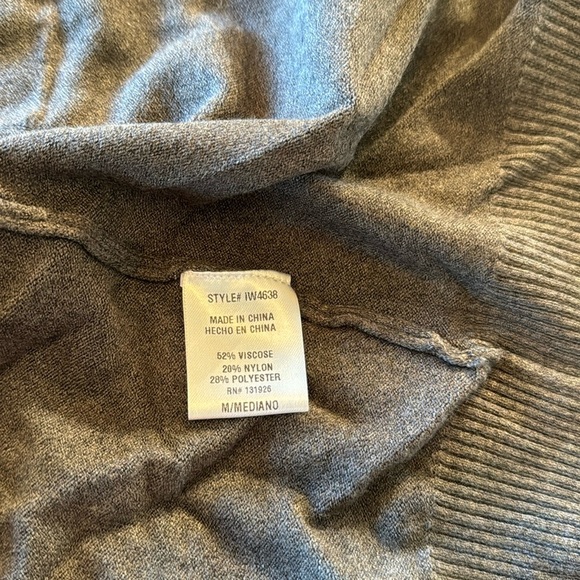 STYLE# IW4638
MADE IN CHINA
HECHO EN CHINA
52% VISCOSE
20% NYLON
28% POLYESTER
RN# 131926
M/MEDIANO